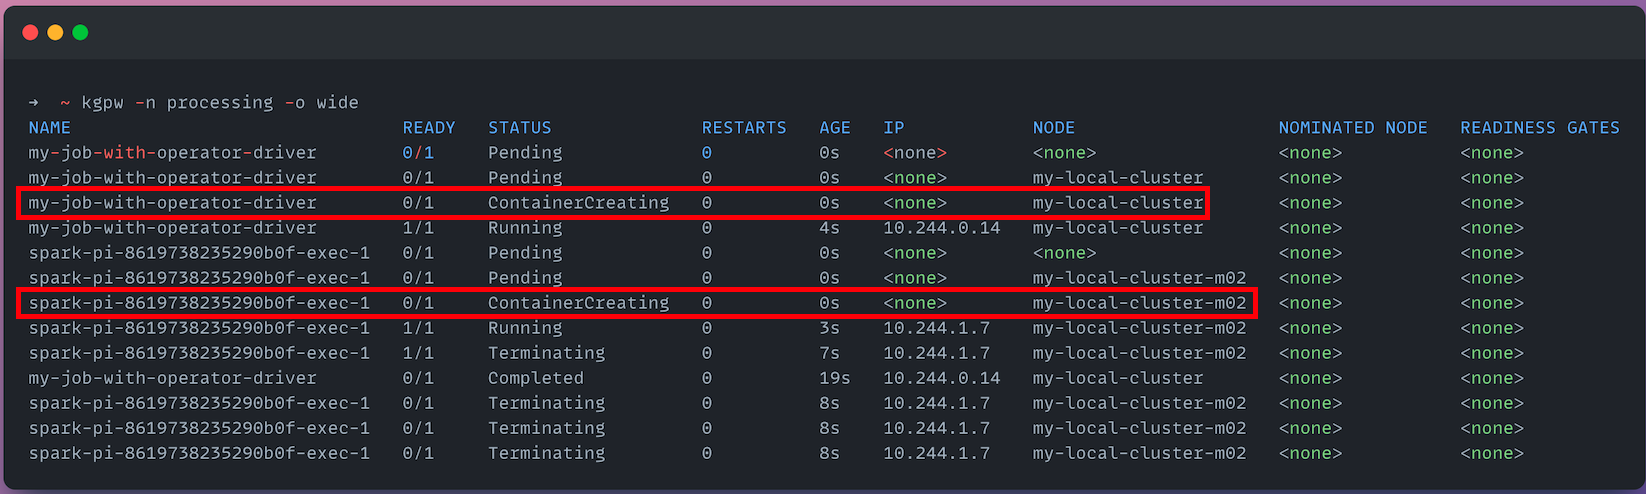 → ~ kgpw -n processing -o wide
NAME READY STATUS RESTARTS AGE IP NODE NOMINATED NODE READINESS GATES
my-job-with-operator-driver 0/1 Pending 0 0s <none> <none> <none> <none>
my-job-with-operator-driver 0/1 Pending 0 0s <none> my-local-cluster <none> <none>
my-job-with-operator-driver 0/1 ContainerCreating 0 0s <none> my-local-cluster <none> <none>
my-job-with-operator-driver 1/1 Running 0 4s 10.244.0.14 my-local-cluster <none> <none>
spark-pi-8619738235290b0f-exec-1 0/1 Pending 0 0s <none> <none> <none> <none>
spark-pi-8619738235290b0f-exec-1 0/1 Pending 0 0s <none> my-local-cluster-m02 <none> <none>
spark-pi-8619738235290b0f-exec-1 0/1 ContainerCreating 0 0s <none> my-local-cluster-m02 <none> <none>
spark-pi-8619738235290b0f-exec-1 1/1 Running 0 3s 10.244.1.7 my-local-cluster-m02 <none> <none>
spark-pi-8619738235290b0f-exec-1 1/1 Terminating 0 7s 10.244.1.7 my-local-cluster-m02 <none> <none>
my-job-with-operator-driver 0/1 Completed 0 19s 10.244.0.14 my-local-cluster <none> <none>
spark-pi-8619738235290b0f-exec-1 0/1 Terminating 0 8s 10.244.1.7 my-local-cluster-m02 <none> <none>
spark-pi-8619738235290b0f-exec-1 0/1 Terminating 0 8s 10.244.1.7 my-local-cluster-m02 <none> <none>
spark-pi-8619738235290b0f-exec-1 0/1 Terminating 0 8s 10.244.1.7 my-local-cluster-m02 <none> <none>